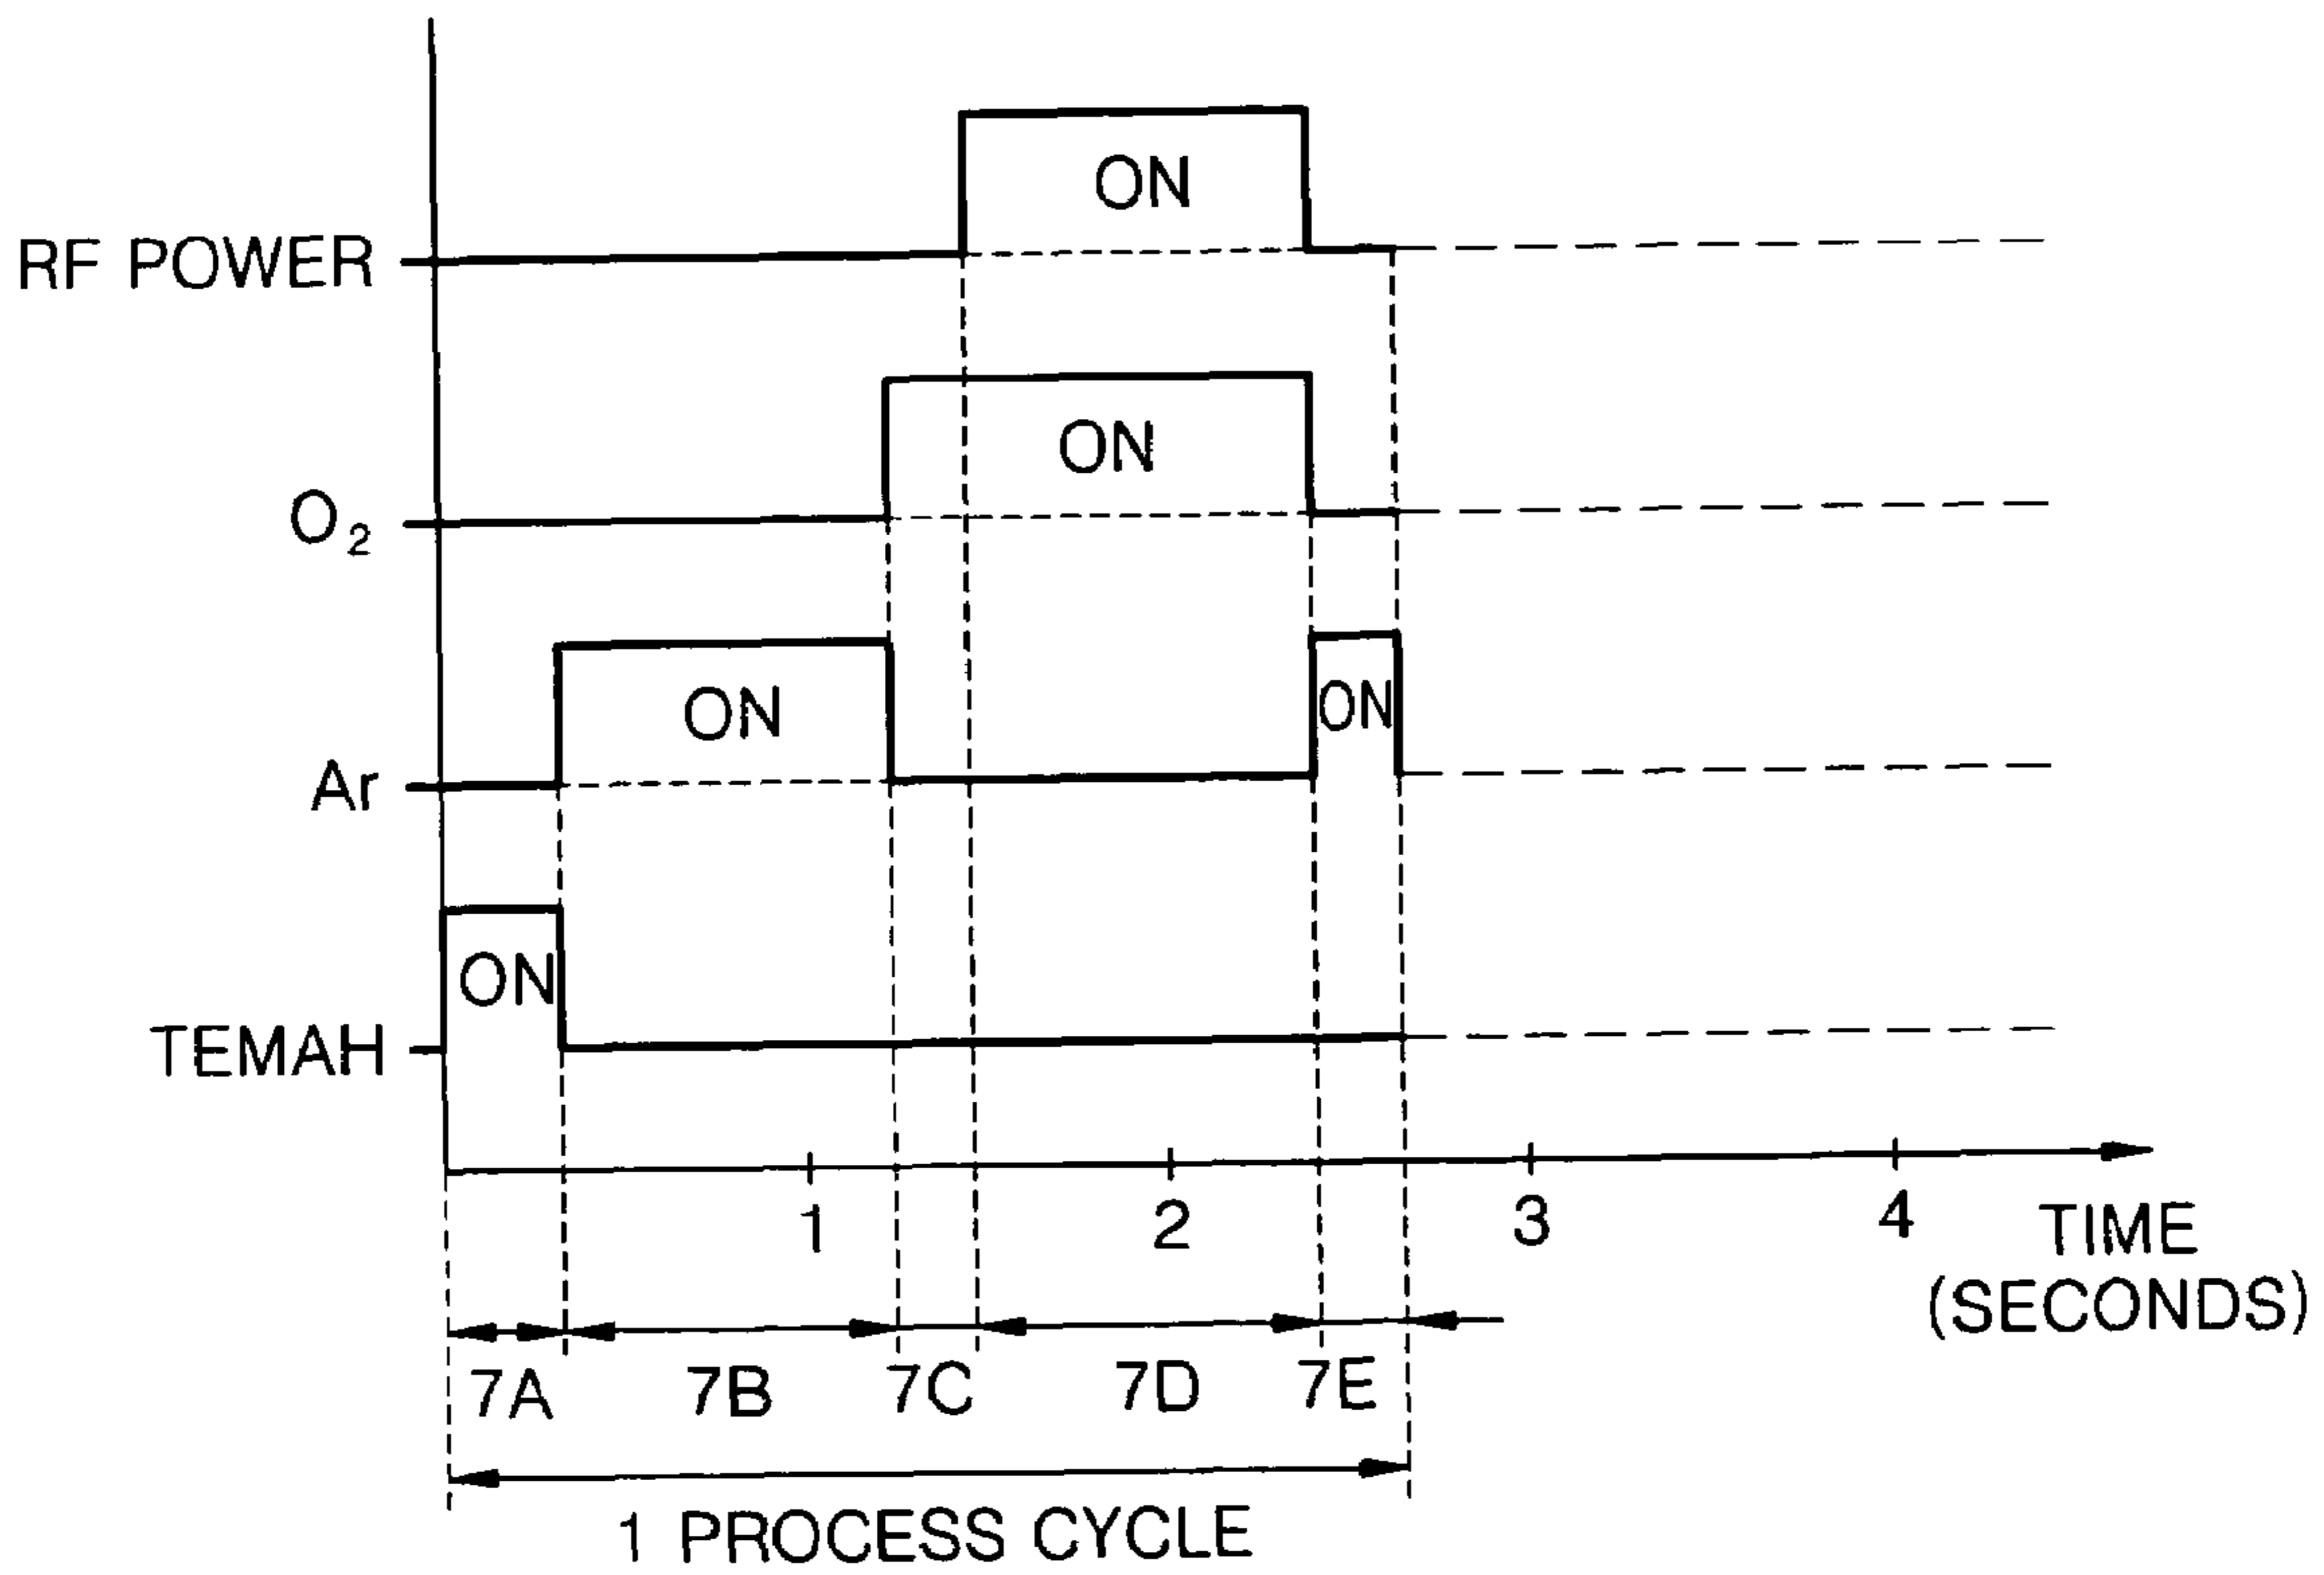 ON
RF POWER
ON
O₂
ON
ON
Ar
ON
TEMAH
1 2 3 4
TIME
(SECONDS)
7A 7B 7C 7D 7E
1 PROCESS CYCLE